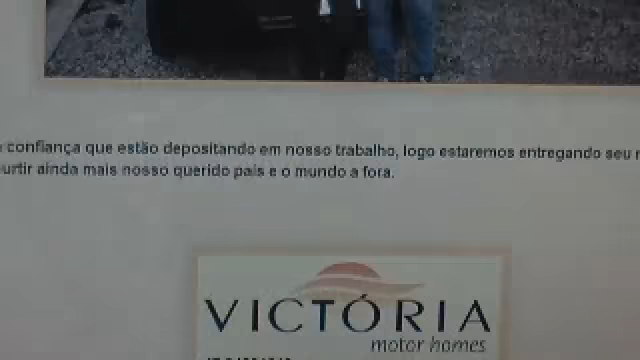 confiança que estão depositando em nosso trabalho, logo estaremos entregando seu
urtir ainda mais nosso querido país e o mundo a fora.
VICTÓRIA
motor homes